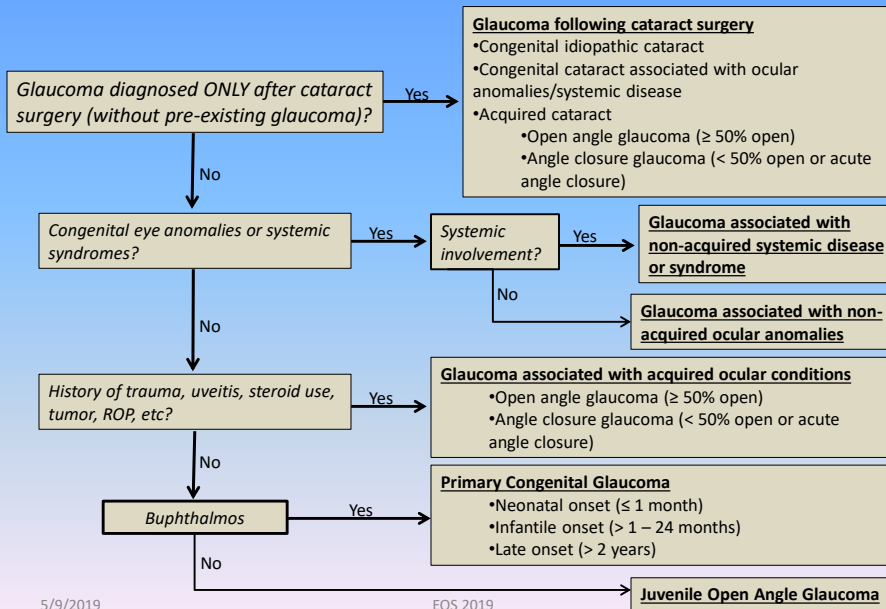 Glaucoma following cataract surgery
•Congenital idiopathic cataract
•Congenital cataract associated with ocular
anomalies/systemic disease
•Acquired cataract
•Open angle glaucoma (≥ 50% open)
•Angle closure glaucoma (< 50% open or acute
angle closure)
Glaucoma diagnosed ONLY after cataract
surgery (without pre-existing glaucoma)?
Yes
No
Congenital eye anomalies or systemic
syndromes?
Yes
Systemic
involvement?
Yes
Glaucoma associated with
non-acquired systemic disease
or syndrome
No
Glaucoma associated with non-
acquired ocular anomalies
No
History of trauma, uveitis, steroid use,
tumor, ROP, etc?
Yes
Glaucoma associated with acquired ocular conditions
•Open angle glaucoma (≥ 50% open)
•Angle closure glaucoma (< 50% open or acute
angle closure)
No
Buphthalmos
Yes
Primary Congenital Glaucoma
•Neonatal onset (≤ 1 month)
•Infantile onset (> 1 – 24 months)
•Late onset (> 2 years)
No
Juvenile Open Angle Glaucoma
5/9/2019
EOS 2019